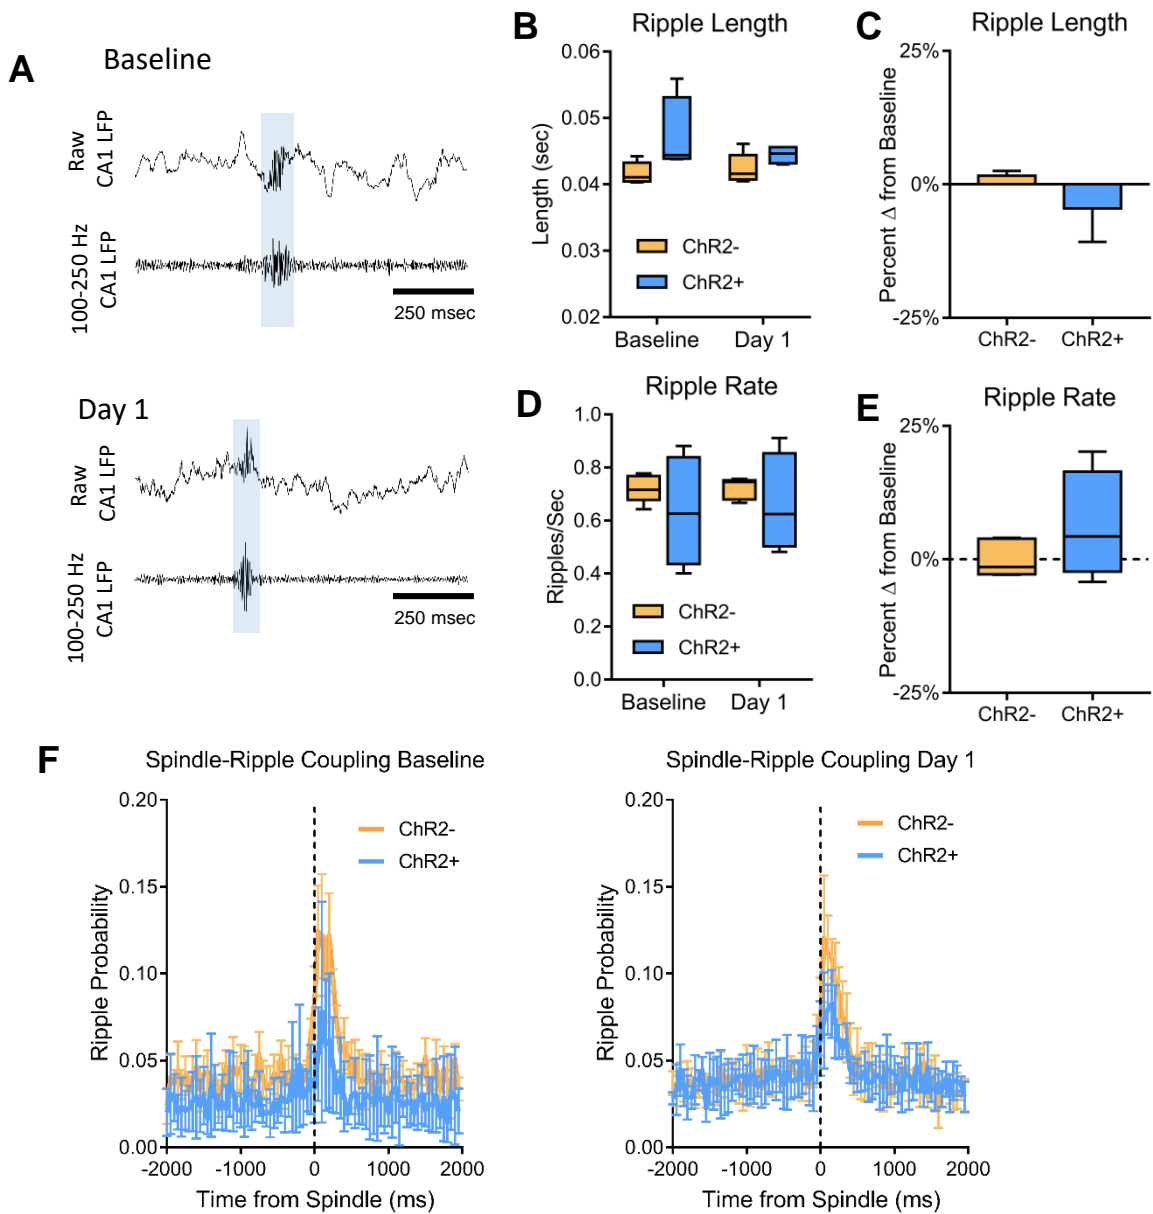 A
Baseline
Raw
CA1 LFP
100-250 Hz
CA1 LFP
250 msec
Day 1
Raw
CA1 LFP
100-250 Hz
CA1 LFP
250 msec
B
Ripple Length
Length (sec)
0.06
0.05
0.04
0.03
0.02
ChR2-
ChR2+
Baseline
Day 1
C
Ripple Length
Percent Δ from Baseline
25%
0%
-25%
ChR2-
ChR2+
D
Ripple Rate
Ripples/Sec
1.0
0.8
0.6
0.4
0.2
0.0
ChR2-
ChR2+
Baseline
Day 1
E
Ripple Rate
Percent Δ from Baseline
25%
0%
-25%
ChR2-
ChR2+
F
Spindle-Ripple Coupling Baseline
Ripple Probability
0.20
0.15
0.10
0.05
0.00
ChR2-
ChR2+
-2000 -1000 0 1000 2000
Time from Spindle (ms)
Spindle-Ripple Coupling Day 1
Ripple Probability
0.20
0.15
0.10
0.05
0.00
ChR2-
ChR2+
-2000 -1000 0 1000 2000
Time from Spindle (ms)